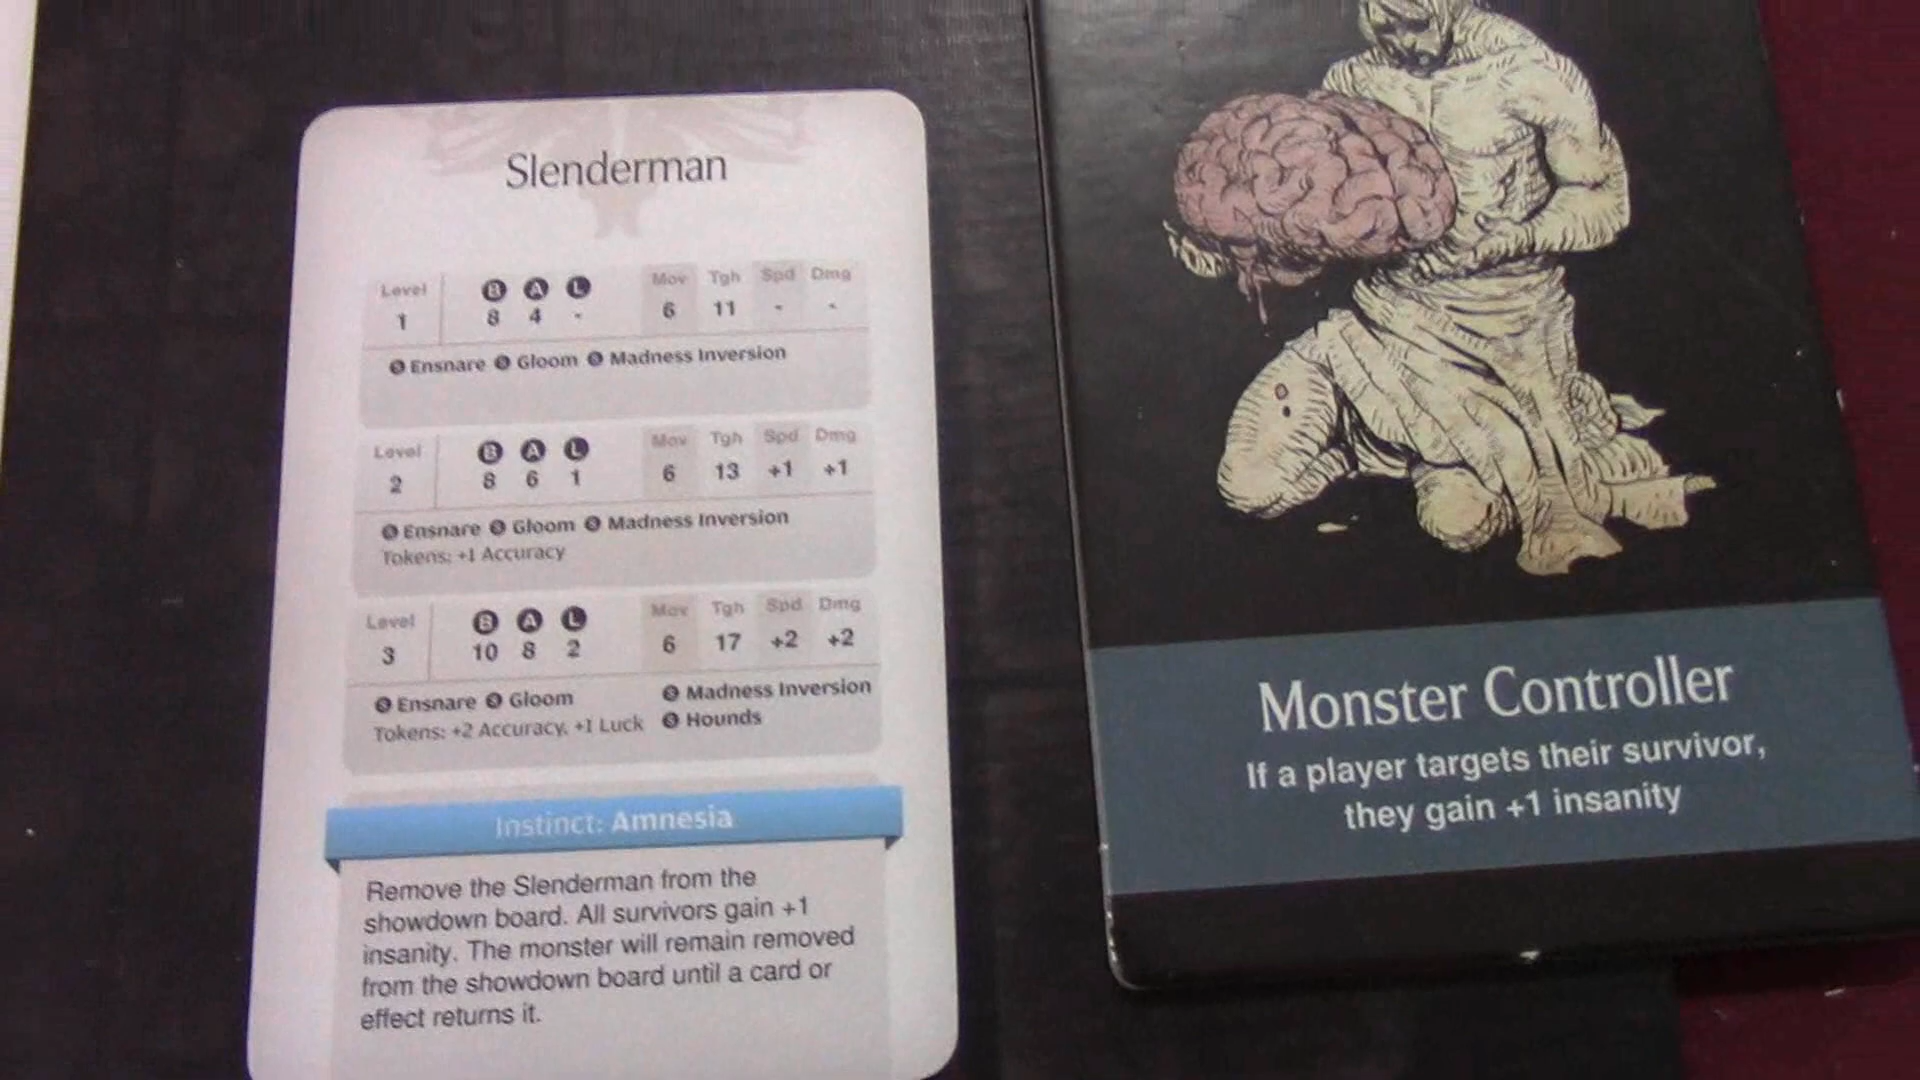 Slenderman
Level B A L Mov Tgh Spd Dmg
1 8 4 - 6 11 - -
S Ensnare S Gloom S Madness Inversion
Level B A L Mov Tgh Spd Dmg
2 8 6 1 6 13 +1 +1
S Ensnare S Gloom S Madness Inversion
Tokens: +1 Accuracy
Level B A L Mov Tgh Spd Dmg
3 10 8 2 6 17 +2 +2
S Ensnare S Gloom S Madness Inversion
Tokens: +2 Accuracy, +1 Luck S Hounds
Instinct: Amnesia
Remove the Slenderman from the
showdown board. All survivors gain +1
insanity. The monster will remain removed
from the showdown board until a card or
effect returns it.
Monster Controller
If a player targets their survivor,
they gain +1 insanity